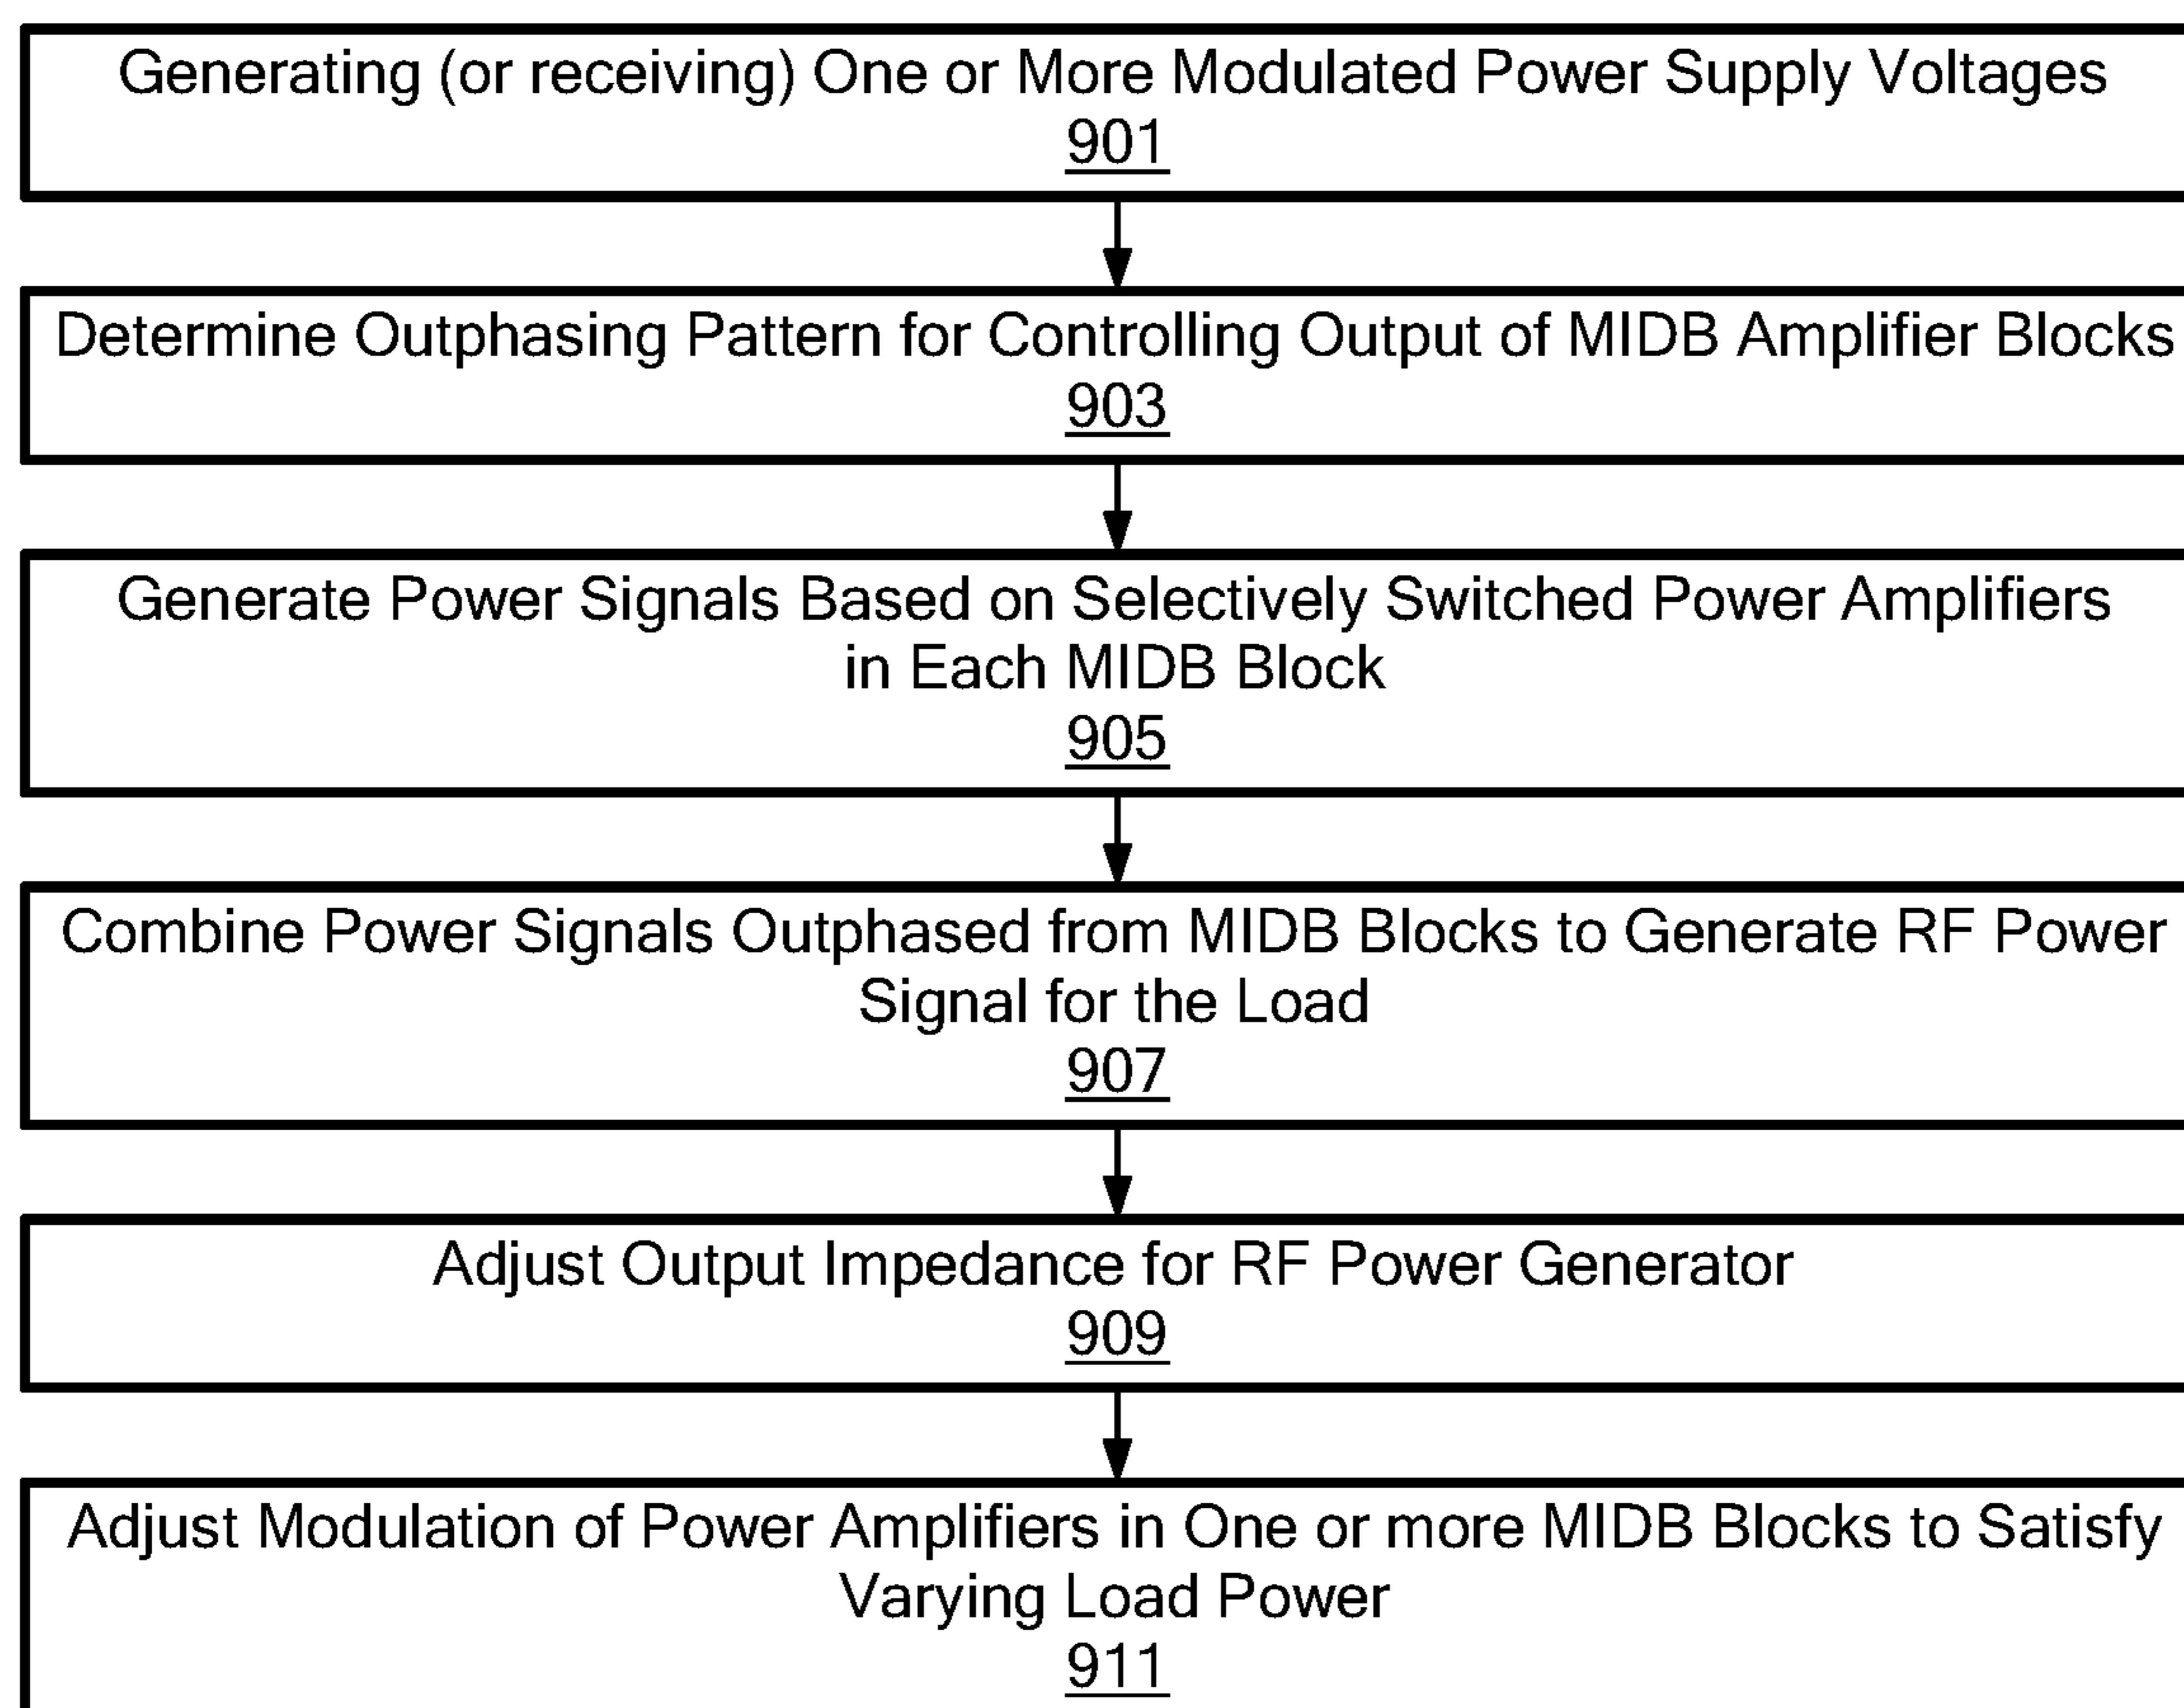 Generating (or receiving) One or More Modulated Power Supply Voltages
901
Determine Outphasing Pattern for Controlling Output of MIDB Amplifier Blocks
903
Generate Power Signals Based on Selectively Switched Power Amplifiers
in Each MIDB Block
905
Combine Power Signals Outphased from MIDB Blocks to Generate RF Power
Signal for the Load
907
Adjust Output Impedance for RF Power Generator
909
Adjust Modulation of Power Amplifiers in One or more MIDB Blocks to Satisfy
Varying Load Power
911